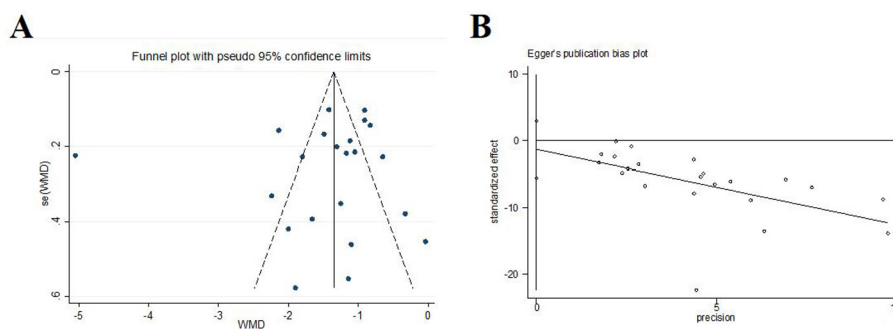 A
Funnel plot with pseudo 95% confidence limits
0
.2
.4
.6
se(WMD)
-5
-4
-3
-2
-1
0
WMD
B
Egger's publication bias plot
10
0
-10
-20
standardized effect
0
5
precision